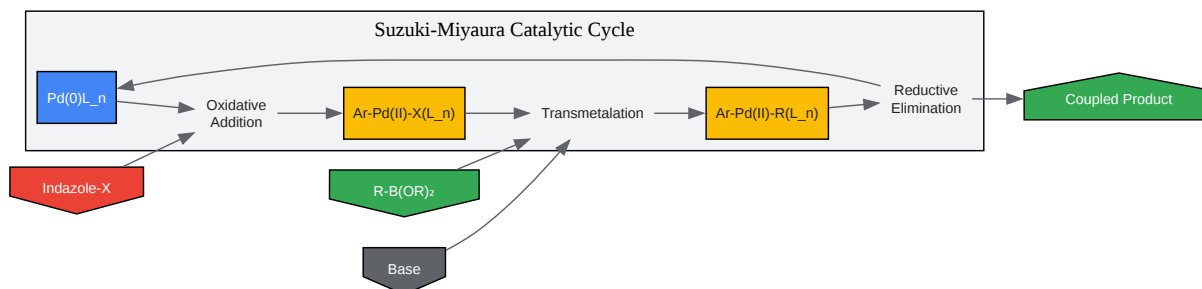 Suzuki-Miyaura Catalytic Cycle
Pd(0)L_n
Oxidative
Addition
Ar-Pd(II)-X(L_n)
Transmetalation
Ar-Pd(II)-R(L_n)
Reductive
Elimination
Coupled Product
Indazole-X
R-B(OR)₂
Base